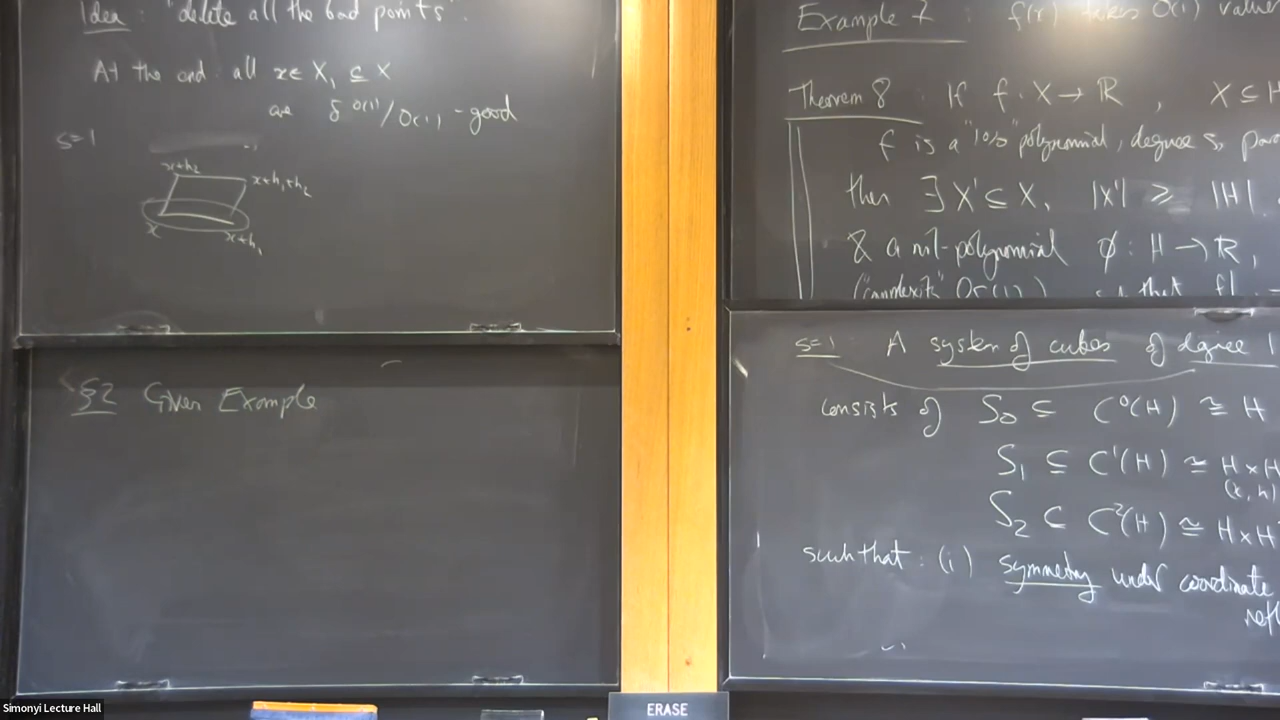 Idea : "delete all the bad points".
At the end all x ∈ X, ⊆ X
are δ^O(1)/O(1) - good
s=1
x+h₂
x+h₁+h₂
x
x+h₁
§2 Given Example
Example 7 : f(x) takes O(1) value
Theorem 8 If f : X → ℝ , X ⊆ H
f is a "1%" polynomial, degree s,
then ∃ X' ⊆ X, |X'| ⩾ |H|.
& a nil-polynomial ϕ : H → ℝ,
("complexity" O(1)) that f|
s=1 A system of cubes of degree 1
consists of S₀ ⊆ C⁰(H) ≅ H
S₁ ⊆ C¹(H) ≅ H × H
(x, h)
S₂ ⊂ C²(H) ≅ H × H
such that : (i) symmetry under coordinate
refl
ERASE
Simonyi Lecture Hall